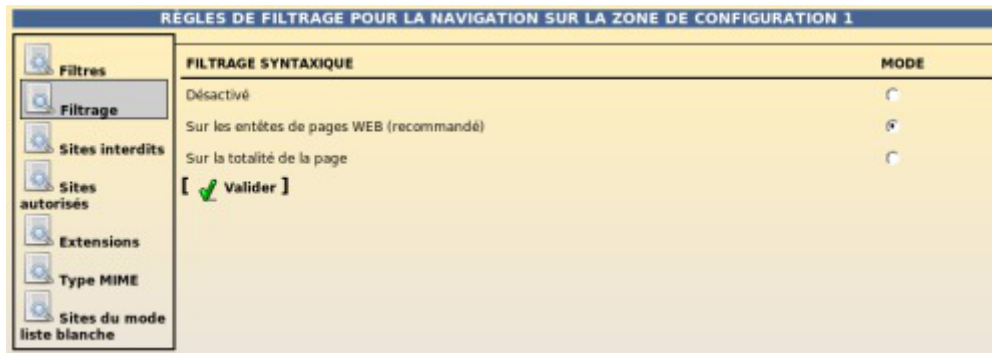 RÈGLES DE FILTRAGE POUR LA NAVIGATION SUR LA ZONE DE CONFIGURATION 1
Filtres
Filtrage
Sites interdits
Sites
autorisés
Extensions
Type MIME
Sites du mode
liste blanche
FILTRAGE SYNTAXIQUE MODE
Désactivé
Sur les entêtes de pages WEB (recommandé)
Sur la totalité de la page
[ Valider ]